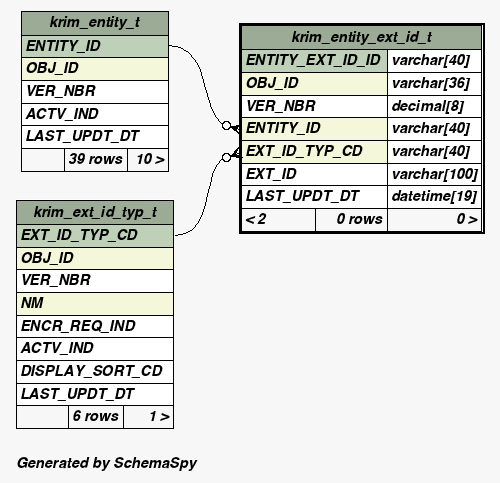 krim_entity_t
ENTITY_ID
OBJ_ID
VER_NBR
ACTV_IND
LAST_UPDT_DT
39 rows 10 >
krim_entity_ext_id_t
ENTITY_EXT_ID_ID varchar[40]
OBJ_ID varchar[36]
VER_NBR decimal[8]
ENTITY_ID varchar[40]
EXT_ID_TYP_CD varchar[40]
EXT_ID varchar[100]
LAST_UPDT_DT datetime[19]
< 2 0 rows 0 >
krim_ext_id_typ_t
EXT_ID_TYP_CD
OBJ_ID
VER_NBR
NM
ENCR_REQ_IND
ACTV_IND
DISPLAY_SORT_CD
LAST_UPDT_DT
6 rows 1 >
Generated by SchemaSpy